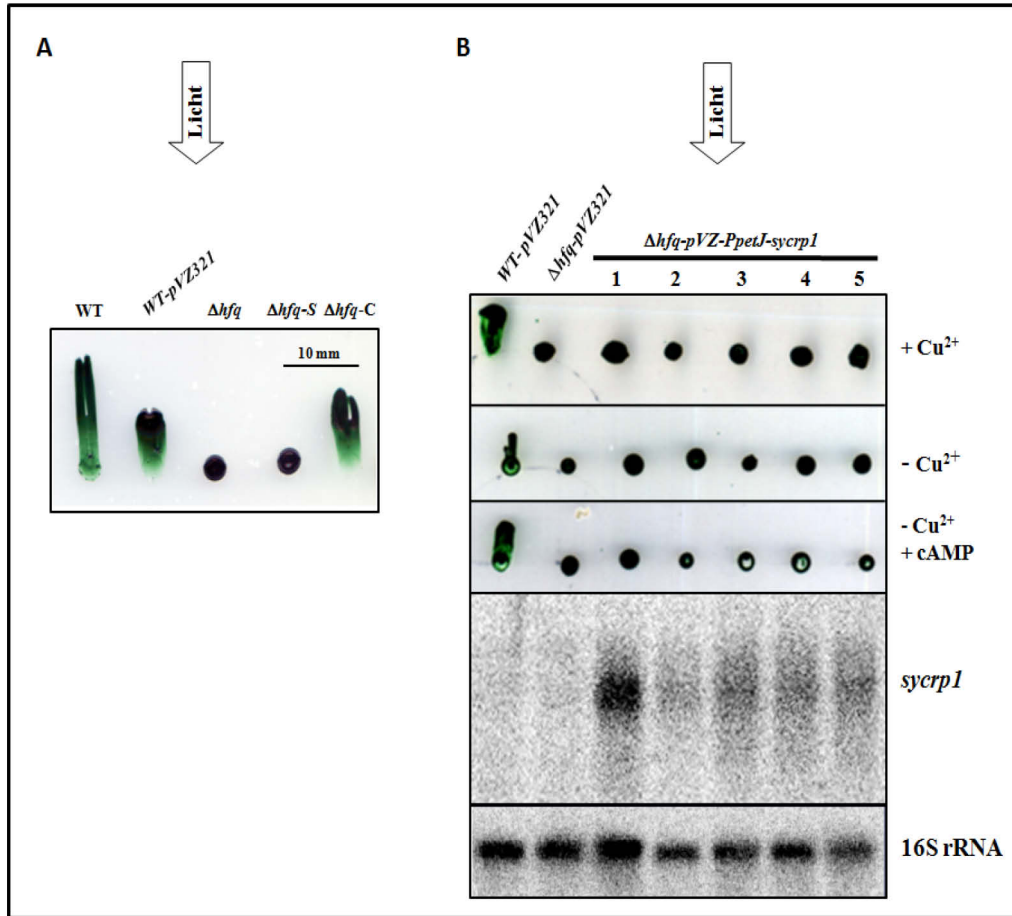 A
Licht
WT
WT-pVZ321
Δhfq
Δhfq-S
Δhfq-C
10 mm
B
Licht
WT-pVZ321
Δhfq-pVZ321
Δhfq-pVZ-PpetJ-sycrp1
1 2 3 4 5
+ Cu²⁺
- Cu²⁺
- Cu²⁺
+ cAMP
sycrp1
16S rRNA